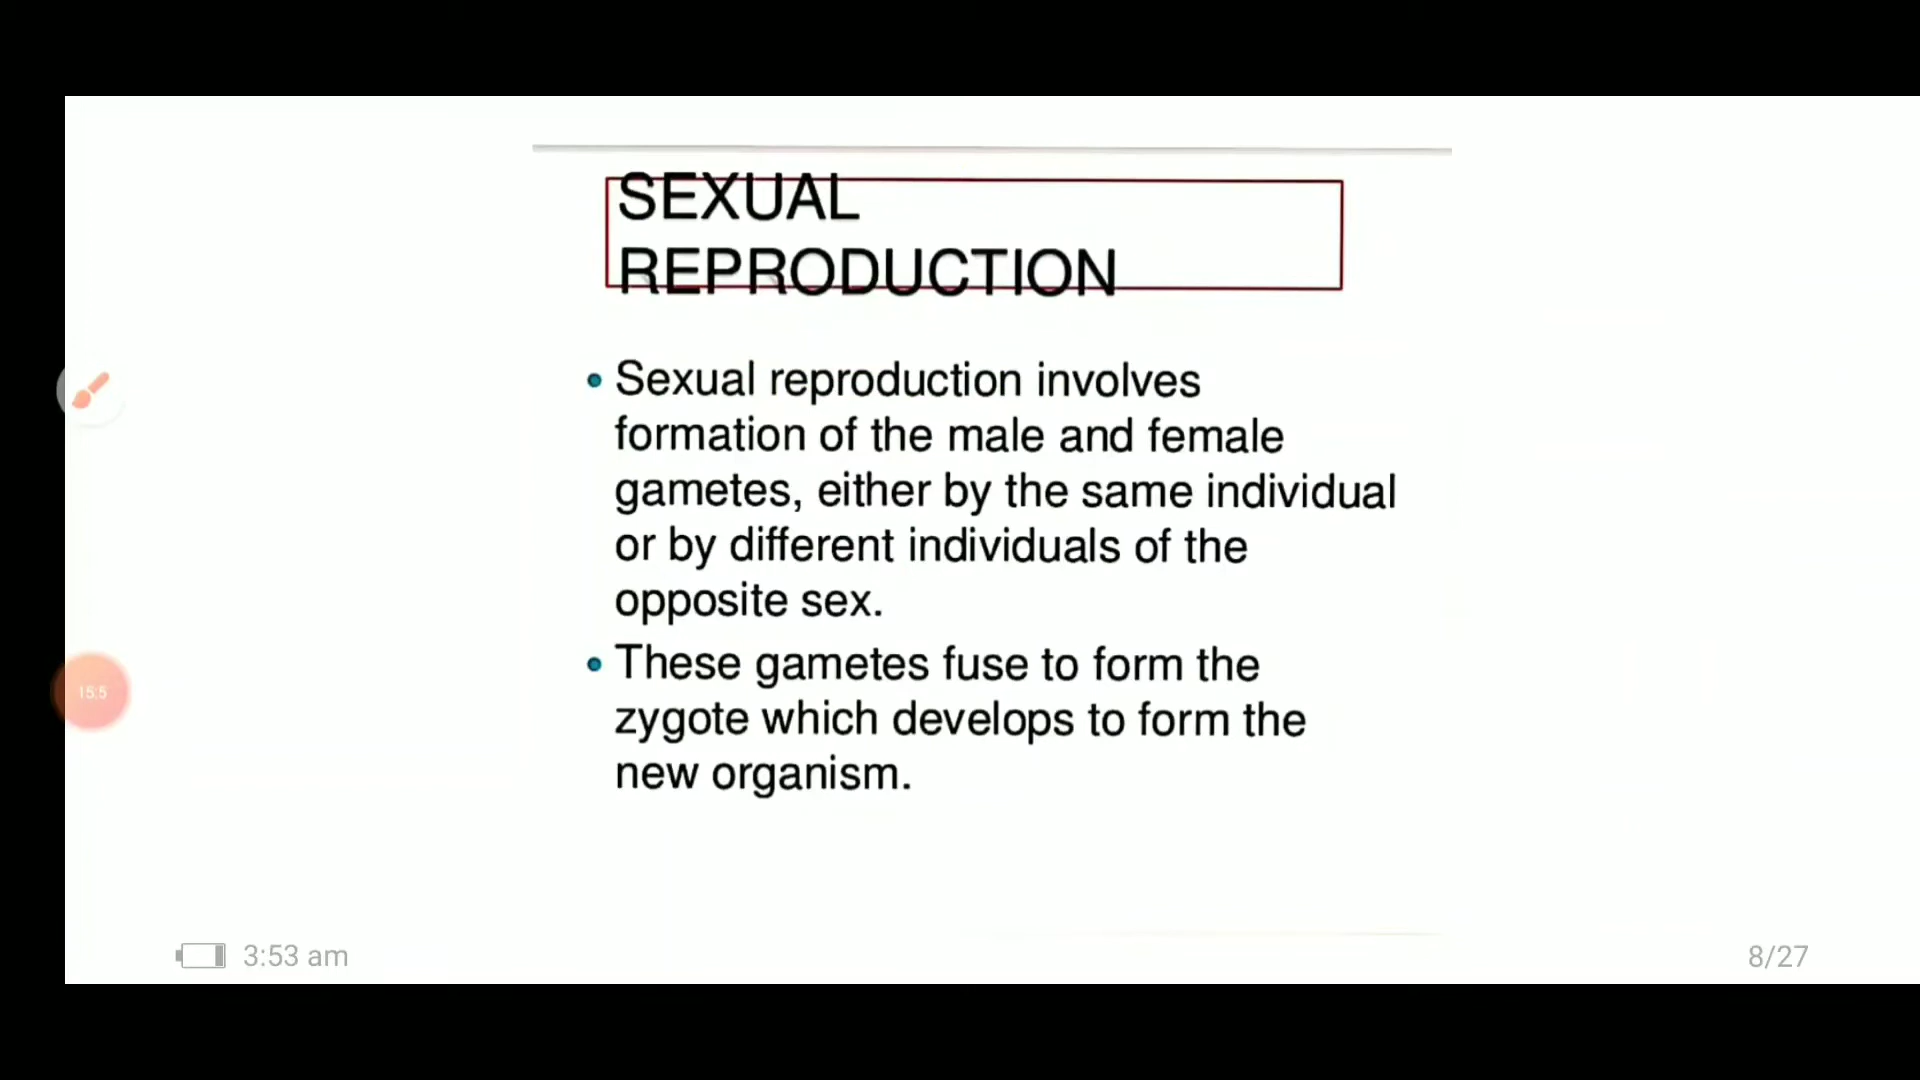 SEXUAL
REPRODUCTION
• Sexual reproduction involves
formation of the male and female
gametes, either by the same individual
or by different individuals of the
opposite sex.
• These gametes fuse to form the
zygote which develops to form the
new organism.
15:5
3:53 am
8/27